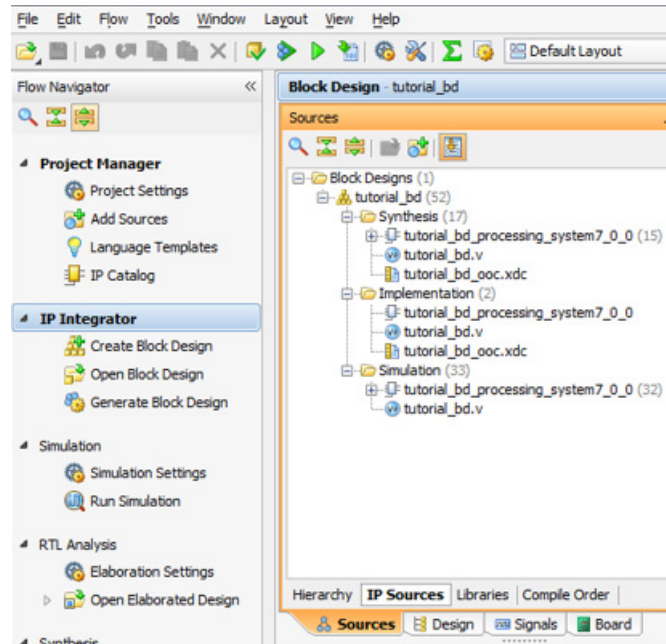 File Edit Flow Tools Window Layout View Help
Default Layout
Flow Navigator
Project Manager
Project Settings
Add Sources
Language Templates
IP Catalog
IP Integrator
Create Block Design
Open Block Design
Generate Block Design
Simulation
Simulation Settings
Run Simulation
RTL Analysis
Elaboration Settings
Open Elaborated Design
Synthesis
Block Design - tutorial_bd
Sources
Block Designs (1)
tutorial_bd (52)
Synthesis (17)
tutorial_bd_processing_system7_0_0 (15)
tutorial_bd.v
tutorial_bd_ooc.xdc
Implementation (2)
tutorial_bd_processing_system7_0_0
tutorial_bd.v
tutorial_bd_ooc.xdc
Simulation (33)
tutorial_bd_processing_system7_0_0 (32)
tutorial_bd.v
Hierarchy IP Sources Libraries Compile Order
Sources Design Signals Board